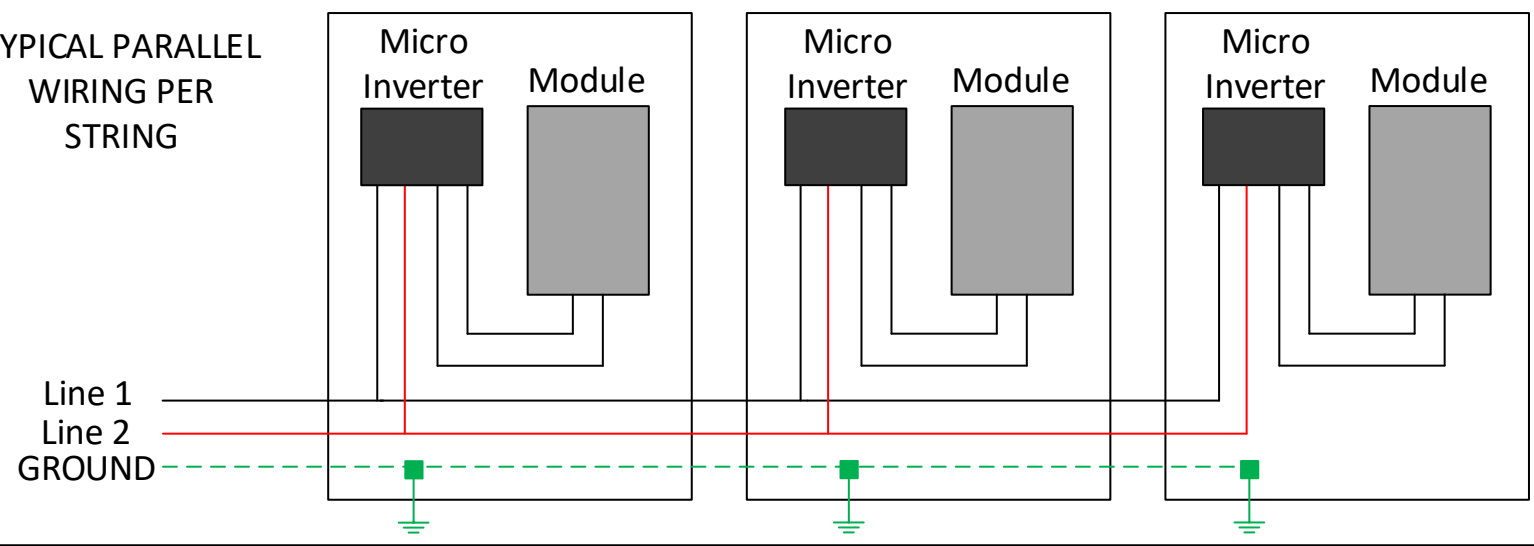 YPICAL PARALLEL
WIRING PER
STRING
Micro
Inverter
Module
Micro
Inverter
Module
Micro
Inverter
Module
Line 1
Line 2
GROUND